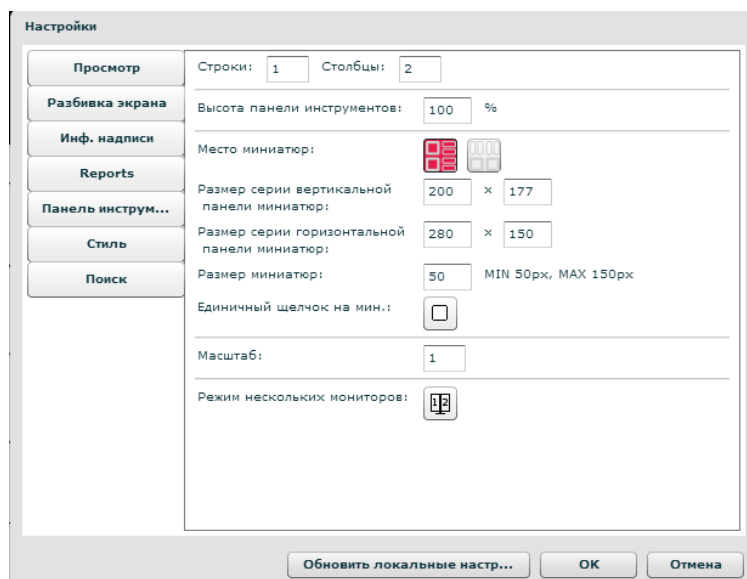 Настройки
Просмотр
Разбивка экрана
Инф. надписи
Reports
Панель инструм...
Стиль
Поиск
Строки: 1 Столбцы: 2
Высота панели инструментов: 100 %
Место миниатюр:
Размер серии вертикальной
панели миниатюр:
200 × 177
Размер серии горизонтальной
панели миниатюр:
280 × 150
Размер миниатюр: 50 MIN 50px, MAX 150px
Единичный щелчок на мин.:
Масштаб: 1
Режим нескольких мониторов: 1 2
Обновить локальные настр... OK Отмена